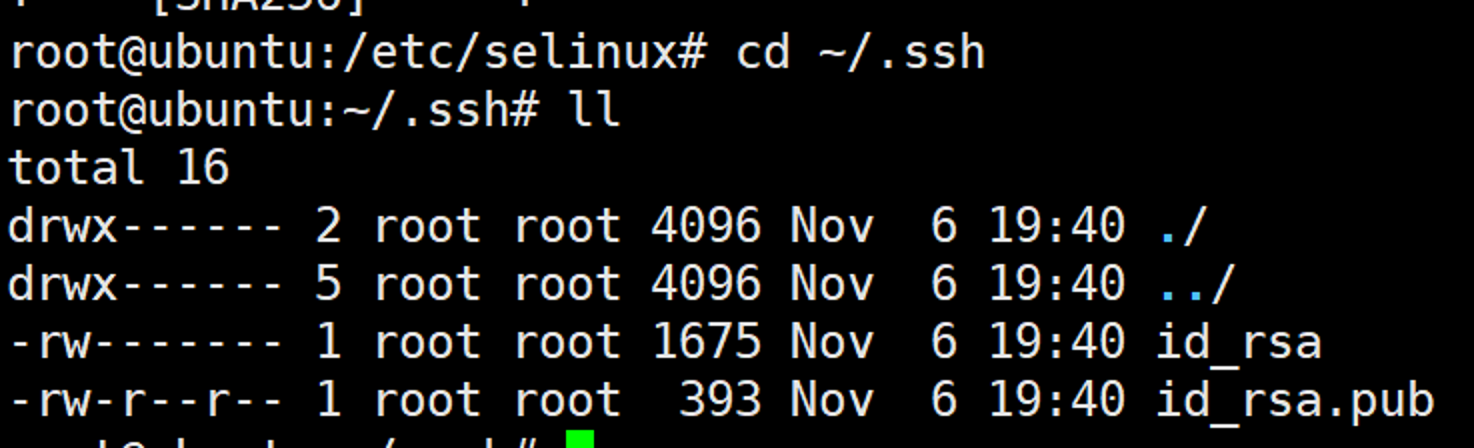 [SHA256]
root@ubuntu:/etc/selinux# cd ~/.ssh
root@ubuntu:~/.ssh# ll
total 16
drwx------ 2 root root 4096 Nov  6 19:40 ./
drwx------ 5 root root 4096 Nov  6 19:40 ../
-rw------- 1 root root 1675 Nov  6 19:40 id_rsa
-rw-r--r-- 1 root root  393 Nov  6 19:40 id_rsa.pub